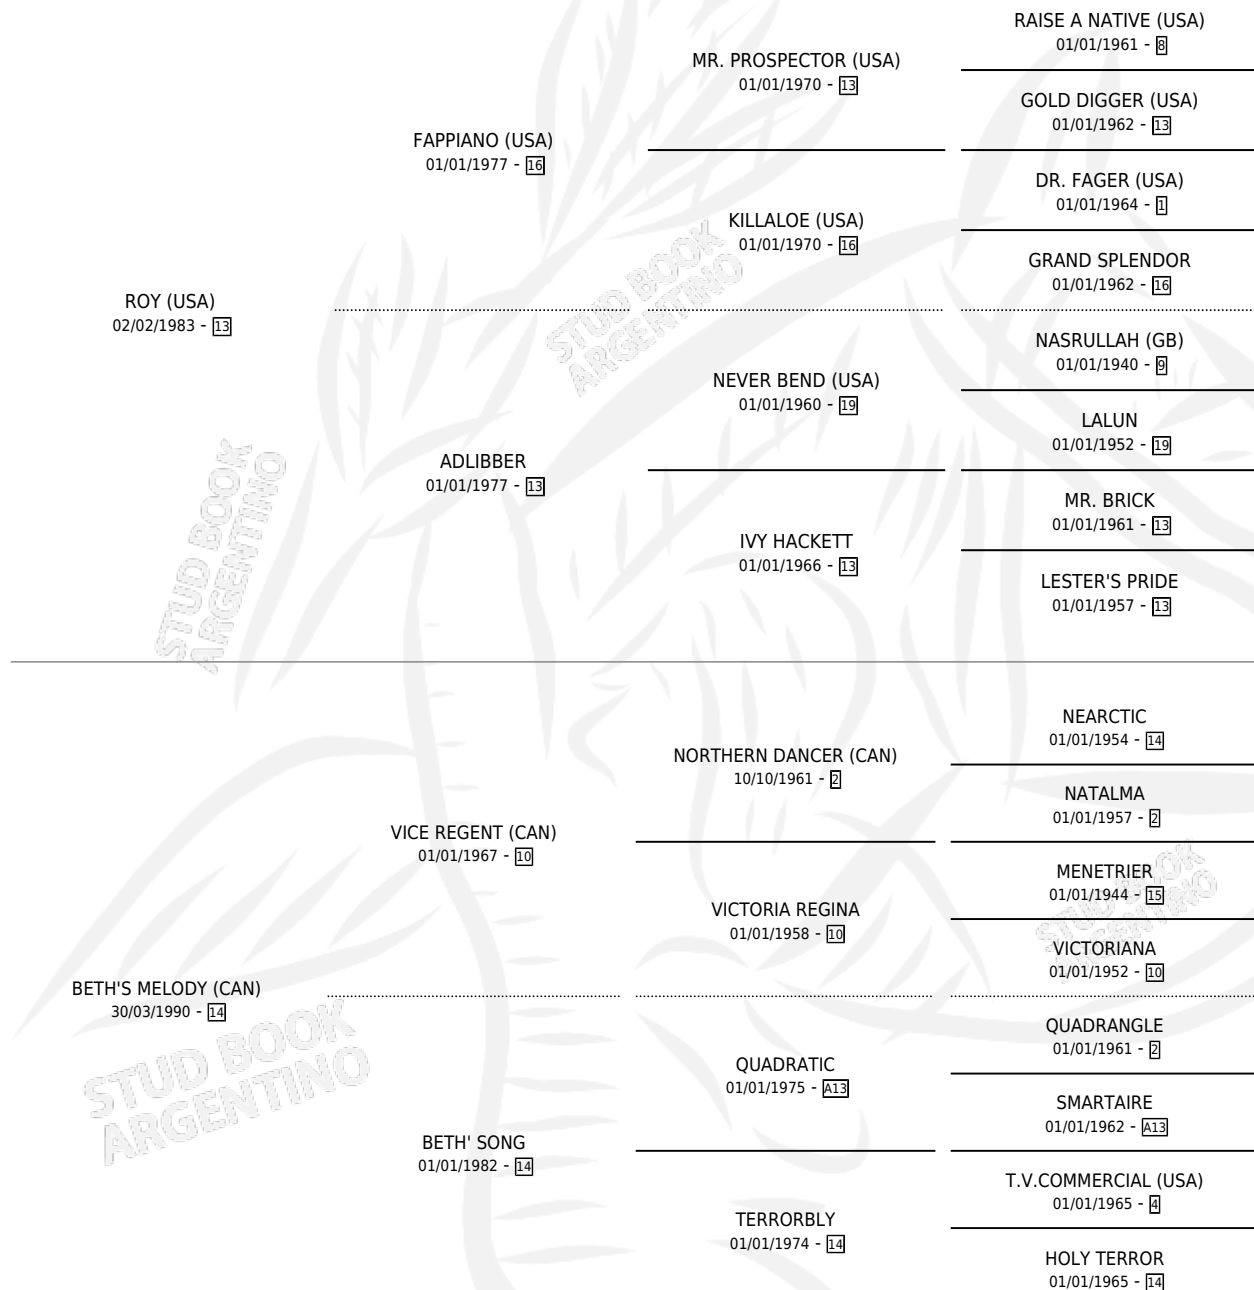 RAISE A NATIVE (USA)
01/01/1961 - 8
MR. PROSPECTOR (USA)
01/01/1970 - 13
GOLD DIGGER (USA)
01/01/1962 - 13
FAPPIANO (USA)
01/01/1977 - 16
DR. FAGER (USA)
01/01/1964 - 1
KILLALOE (USA)
01/01/1970 - 16
GRAND SPLENDOR
01/01/1962 - 16
ROY (USA)
02/02/1983 - 13
NASRULLAH (GB)
01/01/1940 - 9
NEVER BEND (USA)
01/01/1960 - 19
LALUN
01/01/1952 - 19
ADLIBBER
01/01/1977 - 13
MR. BRICK
01/01/1961 - 13
IVY HACKETT
01/01/1966 - 13
LESTER'S PRIDE
01/01/1957 - 13
NEARCTIC
01/01/1954 - 14
NORTHERN DANCER (CAN)
10/10/1961 - 2
NATALMA
01/01/1957 - 2
VICE REGENT (CAN)
01/01/1967 - 10
MENETRIER
01/01/1944 - 15
VICTORIA REGINA
01/01/1958 - 10
VICTORIANA
01/01/1952 - 10
BETH'S MELODY (CAN)
30/03/1990 - 14
QUADRANGLE
01/01/1961 - 2
QUADRATIC
01/01/1975 - A13
SMARTAIRE
01/01/1962 - A13
BETH' SONG
01/01/1982 - 14
T.V.COMMERCIAL (USA)
01/01/1965 - 4
TERRORBLY
01/01/1974 - 14
HOLY TERROR
01/01/1965 - 14
STUD BOOK
ARGENTINO
STUD BOOK
ARGENTINO
STUD BOOK
ARGENTINO
STUD BOOK
ARGENTINO